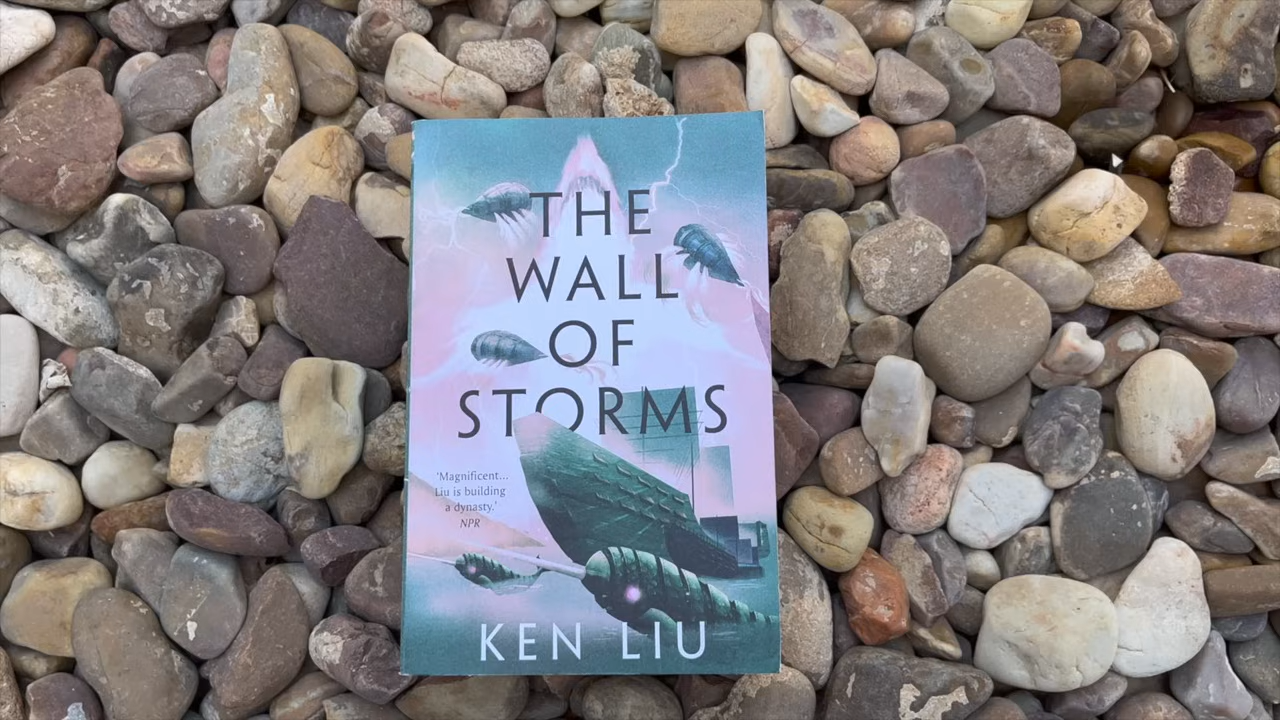 THE
WALL
OF
STORMS
'Magnificent...
Liu is building
a dynasty.'
NPR
KEN LIU